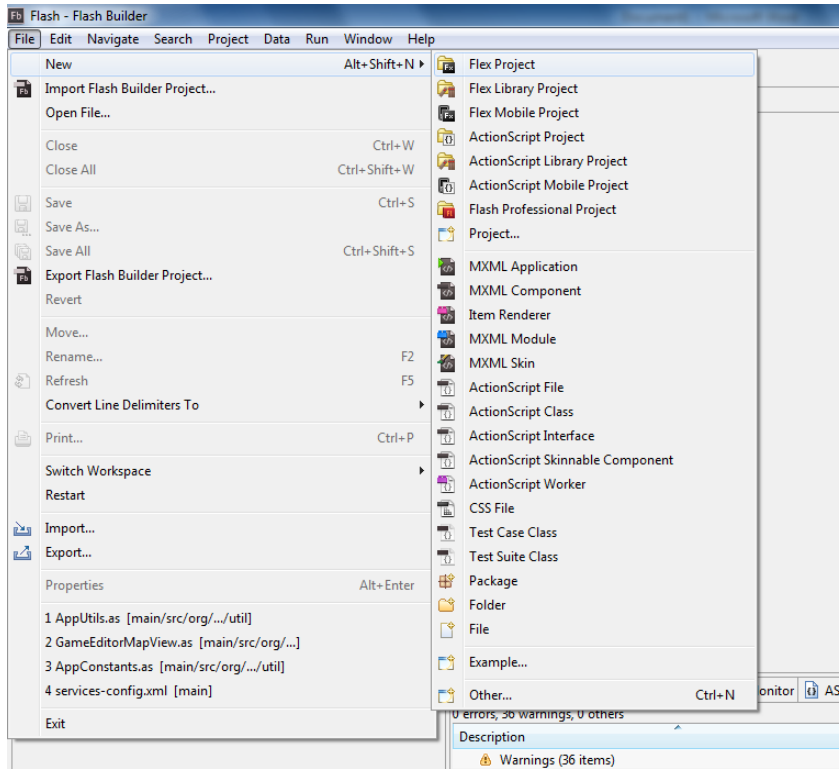 Fb Flash - Flash Builder
File Edit Navigate Search Project Data Run Window Help
New Alt+Shift+N
Import Flash Builder Project...
Open File...
Close Ctrl+W
Close All Ctrl+Shift+W
Save Ctrl+S
Save As...
Save All Ctrl+Shift+S
Export Flash Builder Project...
Revert
Move...
Rename... F2
Refresh F5
Convert Line Delimiters To
Print... Ctrl+P
Switch Workspace
Restart
Import...
Export...
Properties Alt+Enter
1 AppUtils.as [main/src/org/.../util]
2 GameEditorMapView.as [main/src/org/...]
3 AppConstants.as [main/src/org/.../util]
4 services-config.xml [main]
Exit
Flex Project
Flex Library Project
Flex Mobile Project
ActionScript Project
ActionScript Library Project
ActionScript Mobile Project
Flash Professional Project
Project...
MXML Application
MXML Component
Item Renderer
MXML Module
MXML Skin
ActionScript File
ActionScript Class
ActionScript Interface
ActionScript Skinnable Component
ActionScript Worker
CSS File
Test Case Class
Test Suite Class
Package
Folder
File
Example...
Other... Ctrl+N
onitor AS
0 errors, 36 warnings, 0 others
Description
Warnings (36 items)